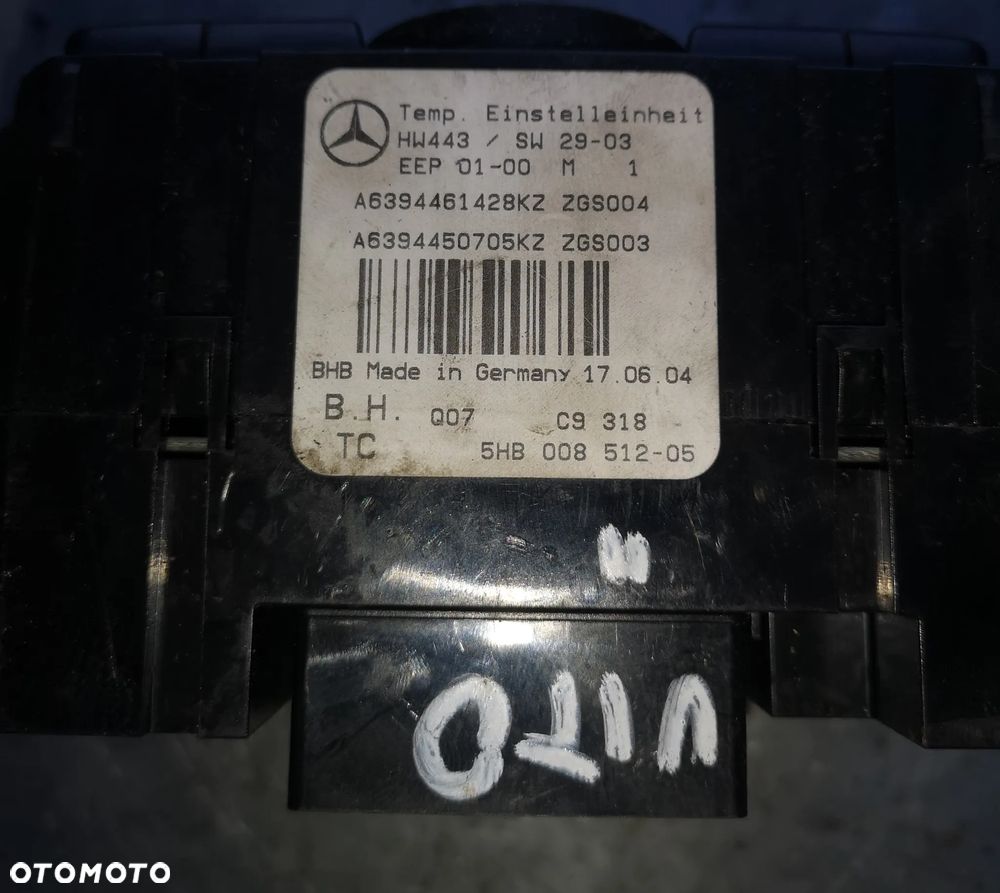 Temp. Einstelleinheit
HW443 / SW 29-03
EEP 01-00 M 1
A6394461428KZ ZGS004
A6394450705KZ ZGS003
BHB Made in Germany 17.06.04
B.H. Q07 C9 318
TC 5HB 008 512-05
VITO
OTOMOTO